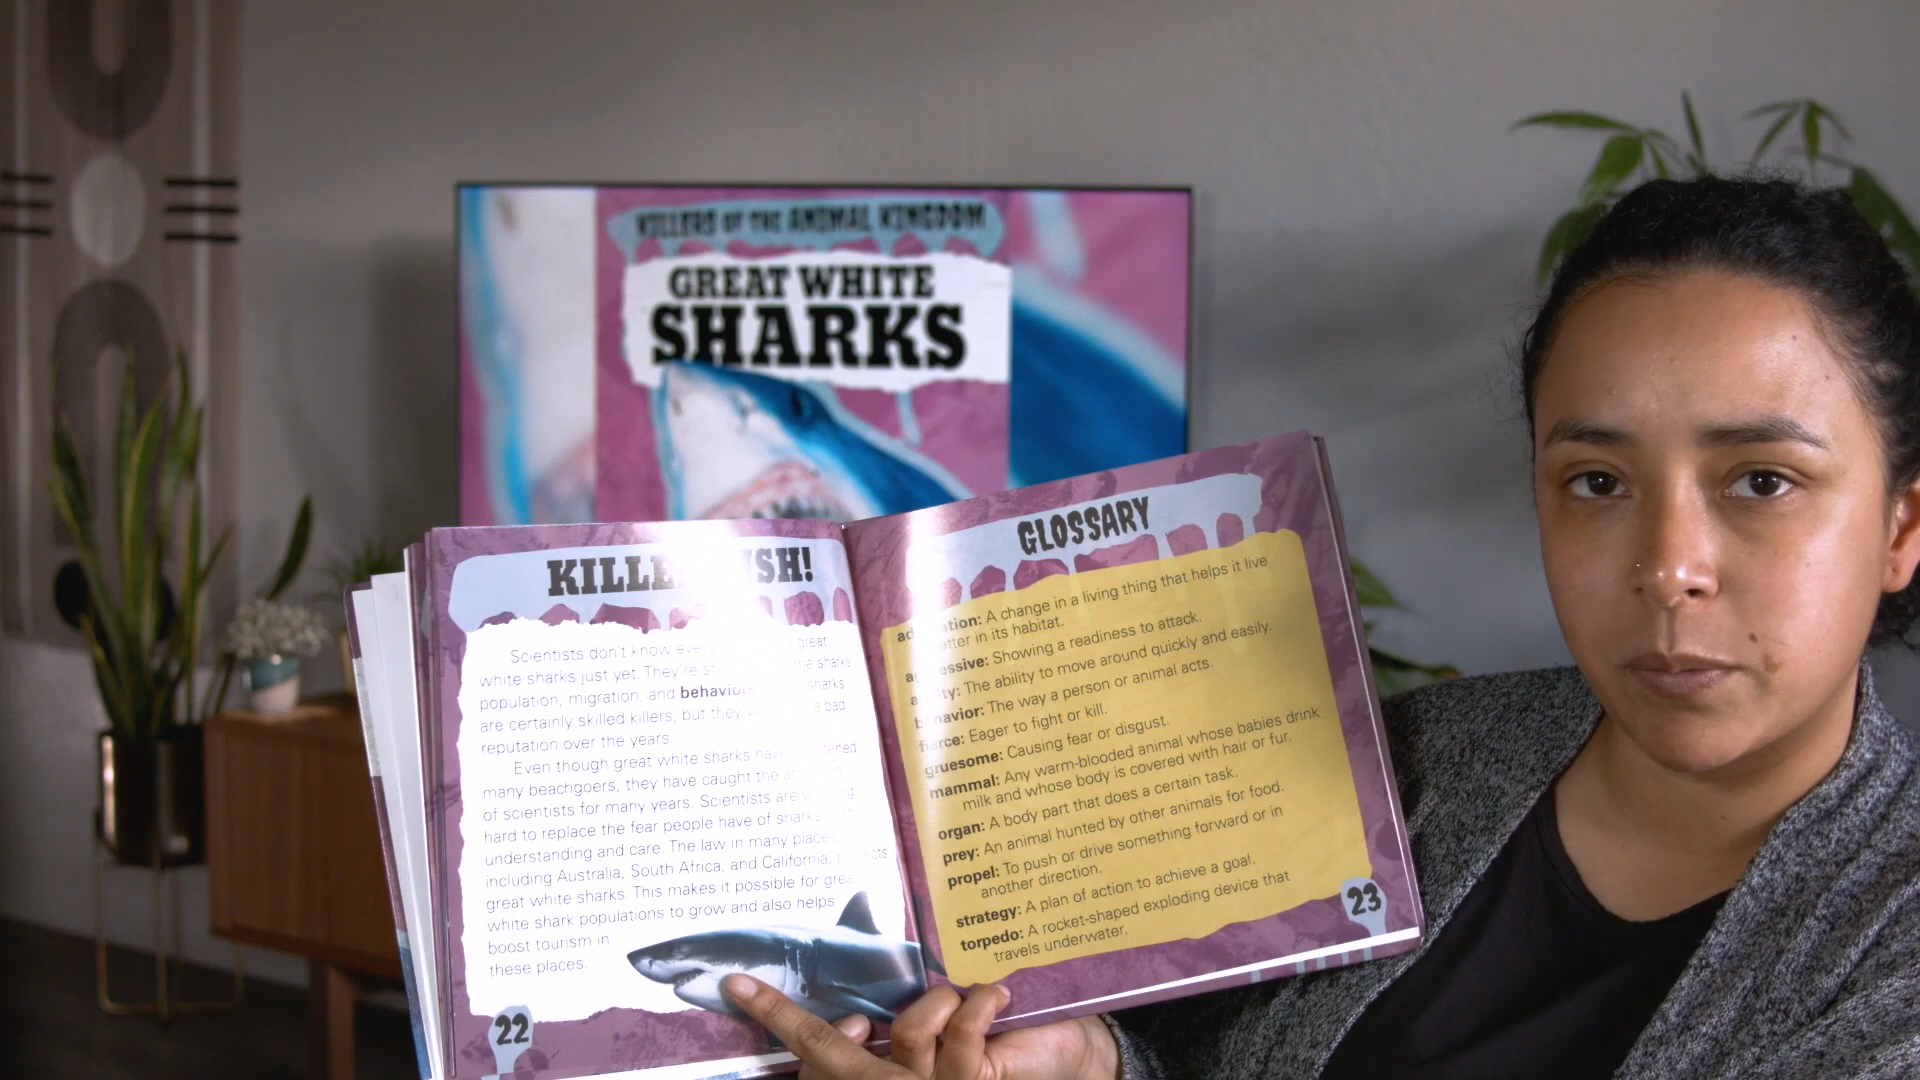 KILLERS OF THE ANIMAL KINGDOM
GREAT WHITE
SHARKS
Scientists don't know
white sharks just yet. They're
great
the sharks
population, migration, and behavior
sharks
are certainly skilled killers, but they
bad
reputation over the years
Even though great white sharks have
many beachgoers, they have caught the
of scientists for many years. Scientists are
hard to replace the fear people have of sharks
understanding and care. The law in many places
including Australia, South Africa, and California,
great white sharks. This makes it possible for great
white shark populations to grow and also helps
boost tourism in
these places.
22
GLOSSARY
A change in a living thing that helps it live
in its habitat.
Showing a readiness to attack.
The ability to move around quickly and easily.
behavior: The way a person or animal acts.
fierce: Eager to fight or kill.
gruesome: Causing fear or disgust.
mammal: Any warm-blooded animal whose babies drink
milk and whose body is covered with hair or fur.
organ: A body part that does a certain task.
prey: An animal hunted by other animals for food.
propel: To push or drive something forward or in
another direction.
strategy: A plan of action to achieve a goal.
torpedo: A rocket-shaped exploding device that
travels underwater.
23